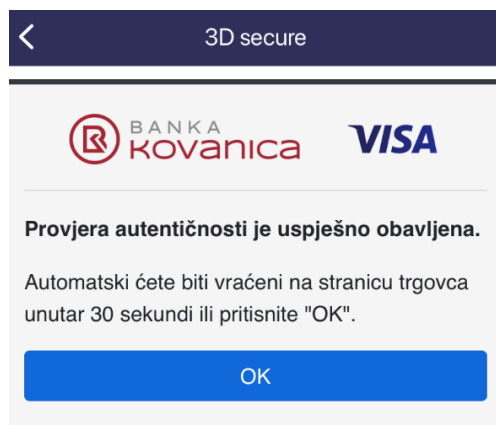 3D secure
BANKA
kovanica
VISA
Provjera autentičnosti je uspješno obavljena.
Automatski ćete biti vraćeni na stranicu trgovca
unutar 30 sekundi ili pritisnite "OK".
OK